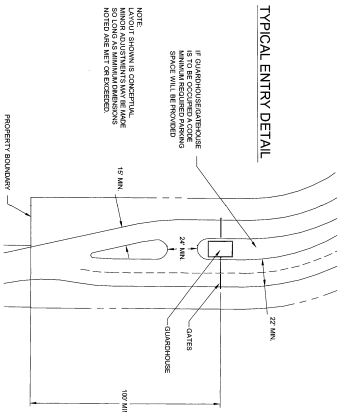 TYPICAL ENTRY DETAIL
IF GUARDHOUSE/GATEHOUSE
IS TO BE OCCUPIED A CODE
MINIMUM REQUIRED PARKING
SPACE WILL BE PROVIDED
NOTE:
LAYOUT SHOWN IS CONCEPTUAL
MINOR ADJUSTMENTS MAY BE MADE
SO LONG AS MIMIMUM DIMENSIONS
NOTED ARE MET OR EXCEEDED.
22' MIN.
24' MIN.
15' MIN.
GATES
GUARDHOUSE
PROPERTY BOUNDARY
100' MIN